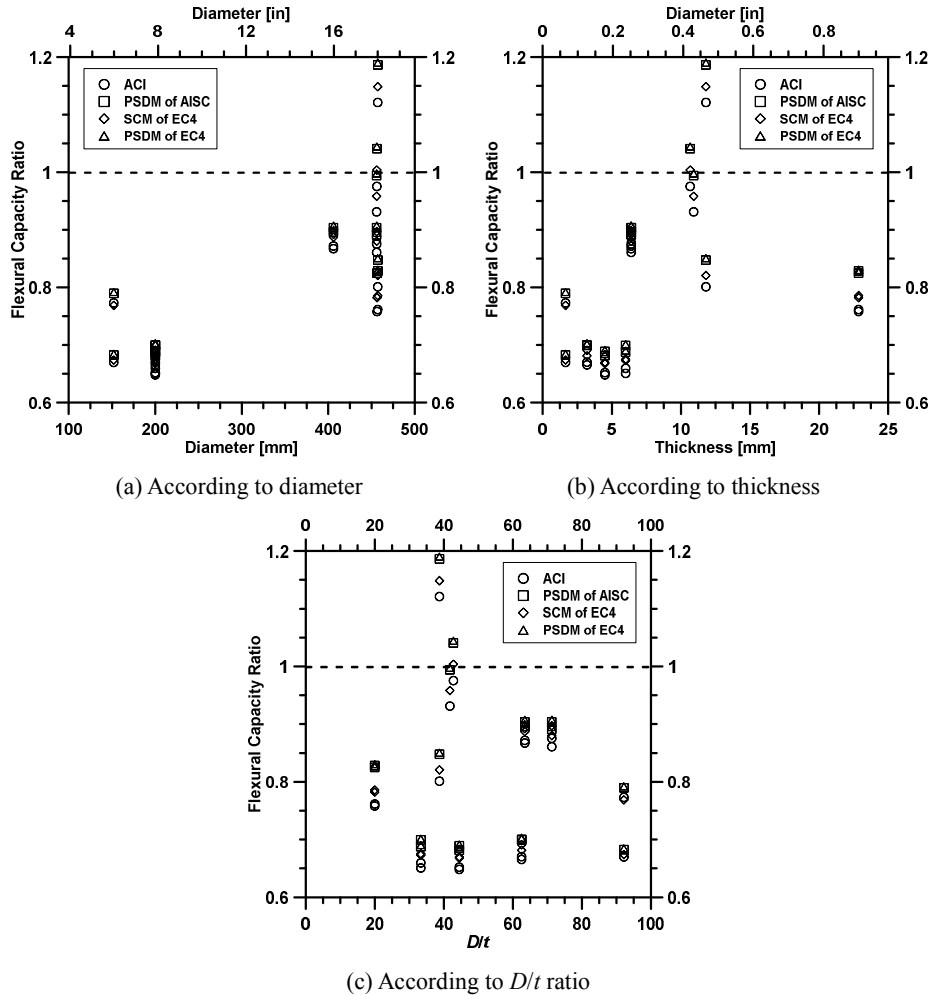 Diameter [in]
4 6 8 10 12 14 16 18 20
1.2 1.2
ACI
PSDM of AISC
SCM of EC4
PSDM of EC4
1 1
Flexural Capacity Ratio
0.8 0.8
0.6 0.6
100 200 300 400 500
Diameter [mm]
(a) According to diameter
Diameter [in]
0 0.2 0.4 0.6 0.8
1.2 1.2
ACI
PSDM of AISC
SCM of EC4
PSDM of EC4
1 1
Flexural Capacity Ratio
0.8 0.8
0.6 0.6
0 5 10 15 20 25
Thickness [mm]
(b) According to thickness
0 20 40 60 80 100
1.2 1.2
ACI
PSDM of AISC
SCM of EC4
PSDM of EC4
1 1
Flexural Capacity Ratio
0.8 0.8
0.6 0.6
0 20 40 60 80 100
D/t
(c) According to D/t ratio